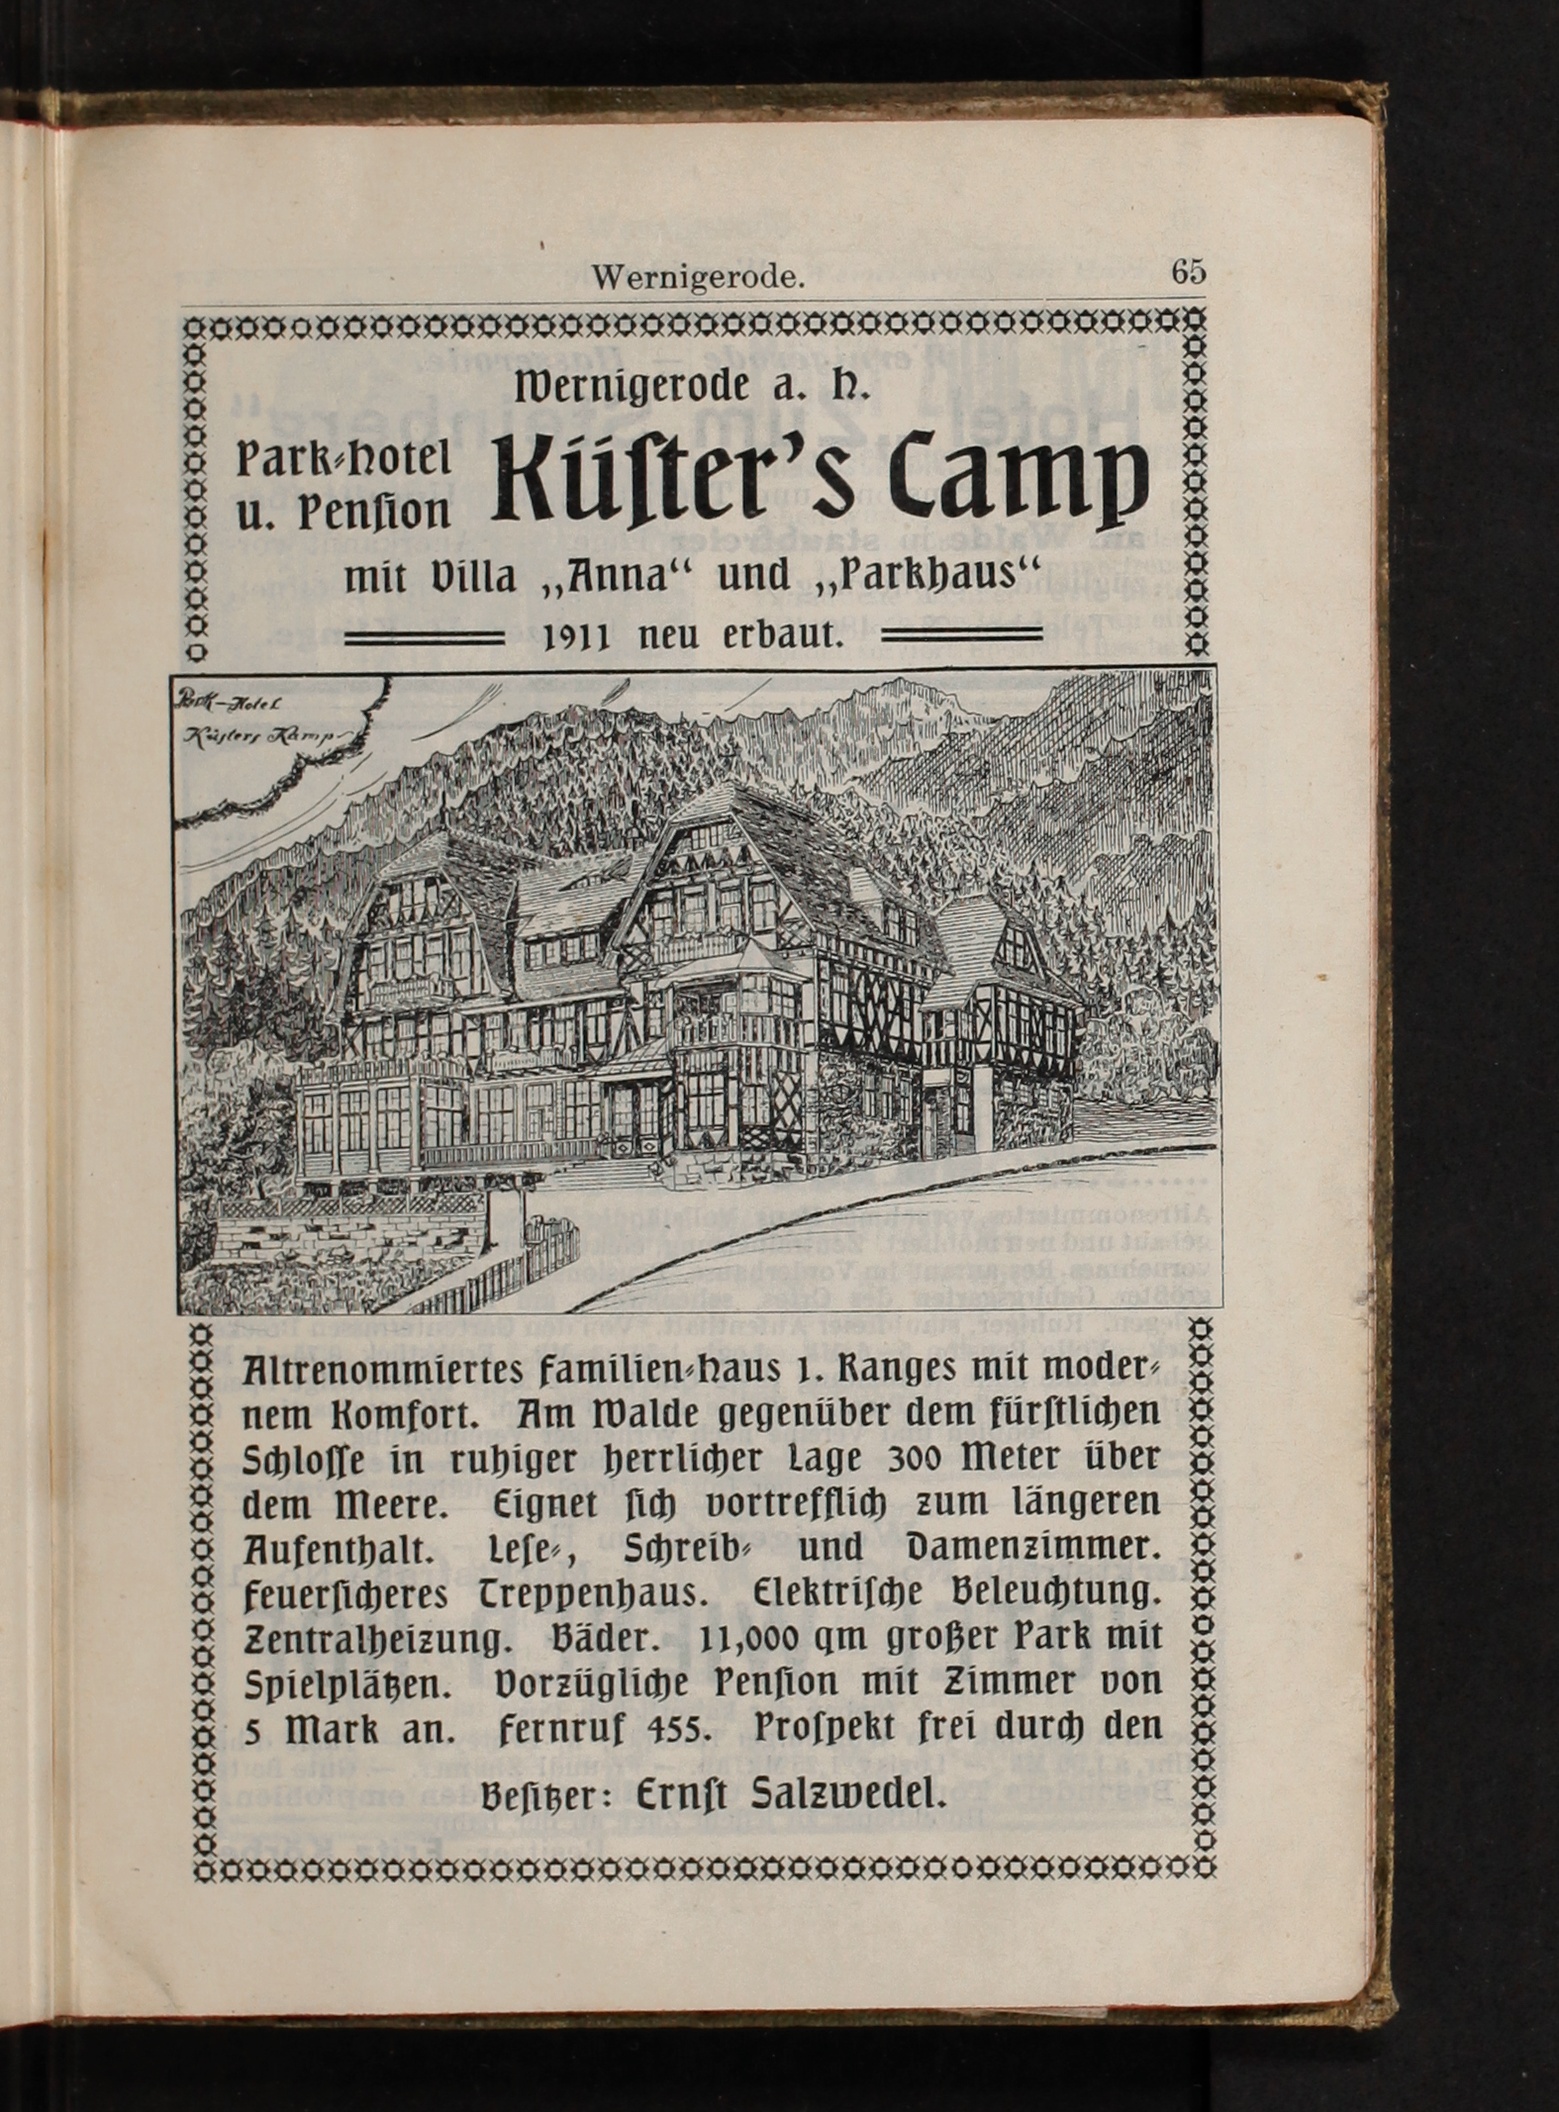 Wernigerode.
65
Wernigerode a. H.
Park-Hotel
u. Penſion
Küſter's Camp
mit Villa „Anna“ und „Parkhaus“
1911 neu erbaut.
Park-Hotel
Küſters Kamp
Altrenommiertes Familien-Haus 1. Ranges mit moder-
nem Komfort. Am Walde gegenüber dem fürſtlichen
Schloſſe in ruhiger herrlicher Lage 300 Meter über
dem Meere. Eignet ſich vortrefflich zum längeren
Aufenthalt. Leſe-, Schreib- und Damenzimmer.
Feuerſicheres Treppenhaus. Elektriſche Beleuchtung.
Zentralheizung. Bäder. 11,000 qm großer Park mit
Spielplätzen. Vorzügliche Penſion mit Zimmer von
5 Mark an. Fernruf 455. Proſpekt frei durch den
Beſitzer: Ernſt Salzwedel.